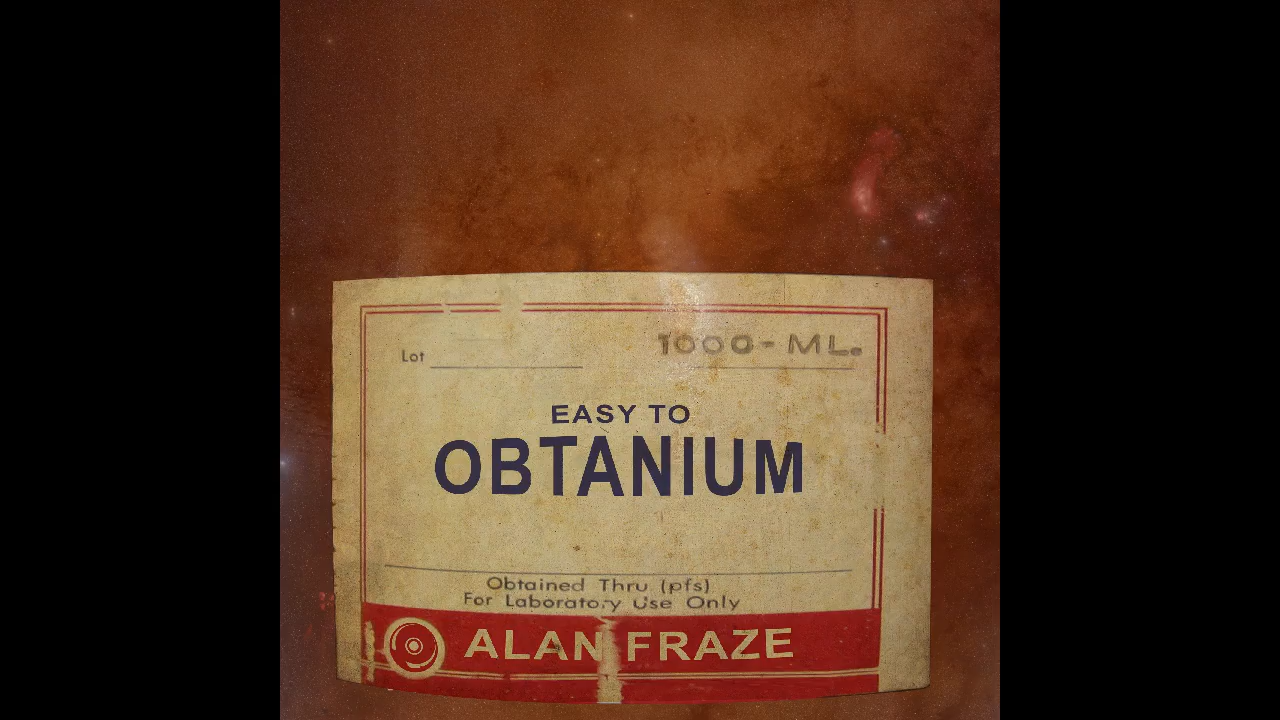 Lot
1000-ML.
EASY TO
OBTANIUM
Obtained Thru (pfs)
For Laboratory Use Only
ALAN FRAZE